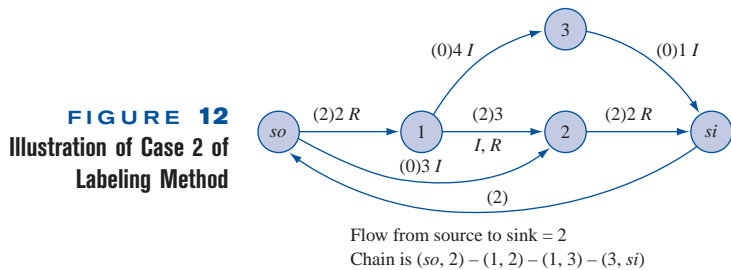 FIGURE 12
Illustration of Case 2 of
Labeling Method
3
(0)4 I
(0)1 I
so
(2)2 R
1
(2)3
I, R
2
(2)2 R
si
(0)3 I
(2)
Flow from source to sink = 2
Chain is (so, 2) – (1, 2) – (1, 3) – (3, si)